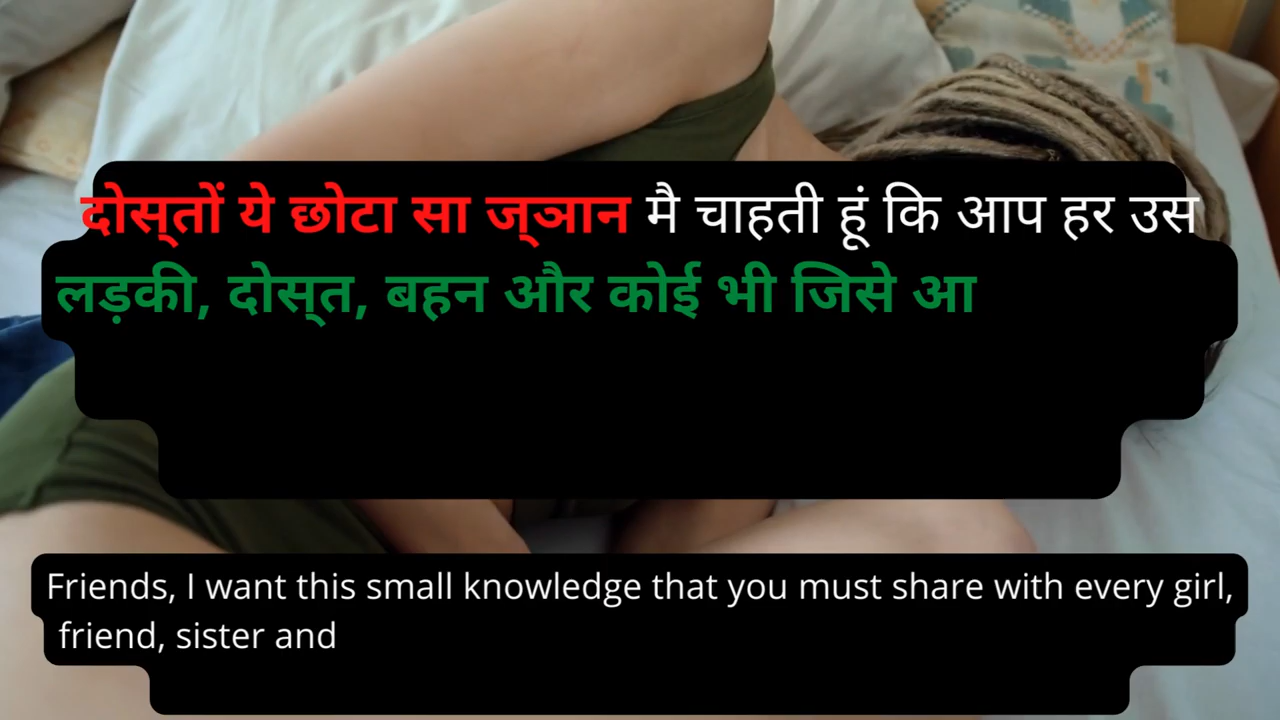 दोस्तों ये छोटा सा ज्ञान मै चाहती हूं कि आप हर उस
लड़की, दोस्त, बहन और कोई भी जिसे आ
Friends, I want this small knowledge that you must share with every girl,
friend, sister and